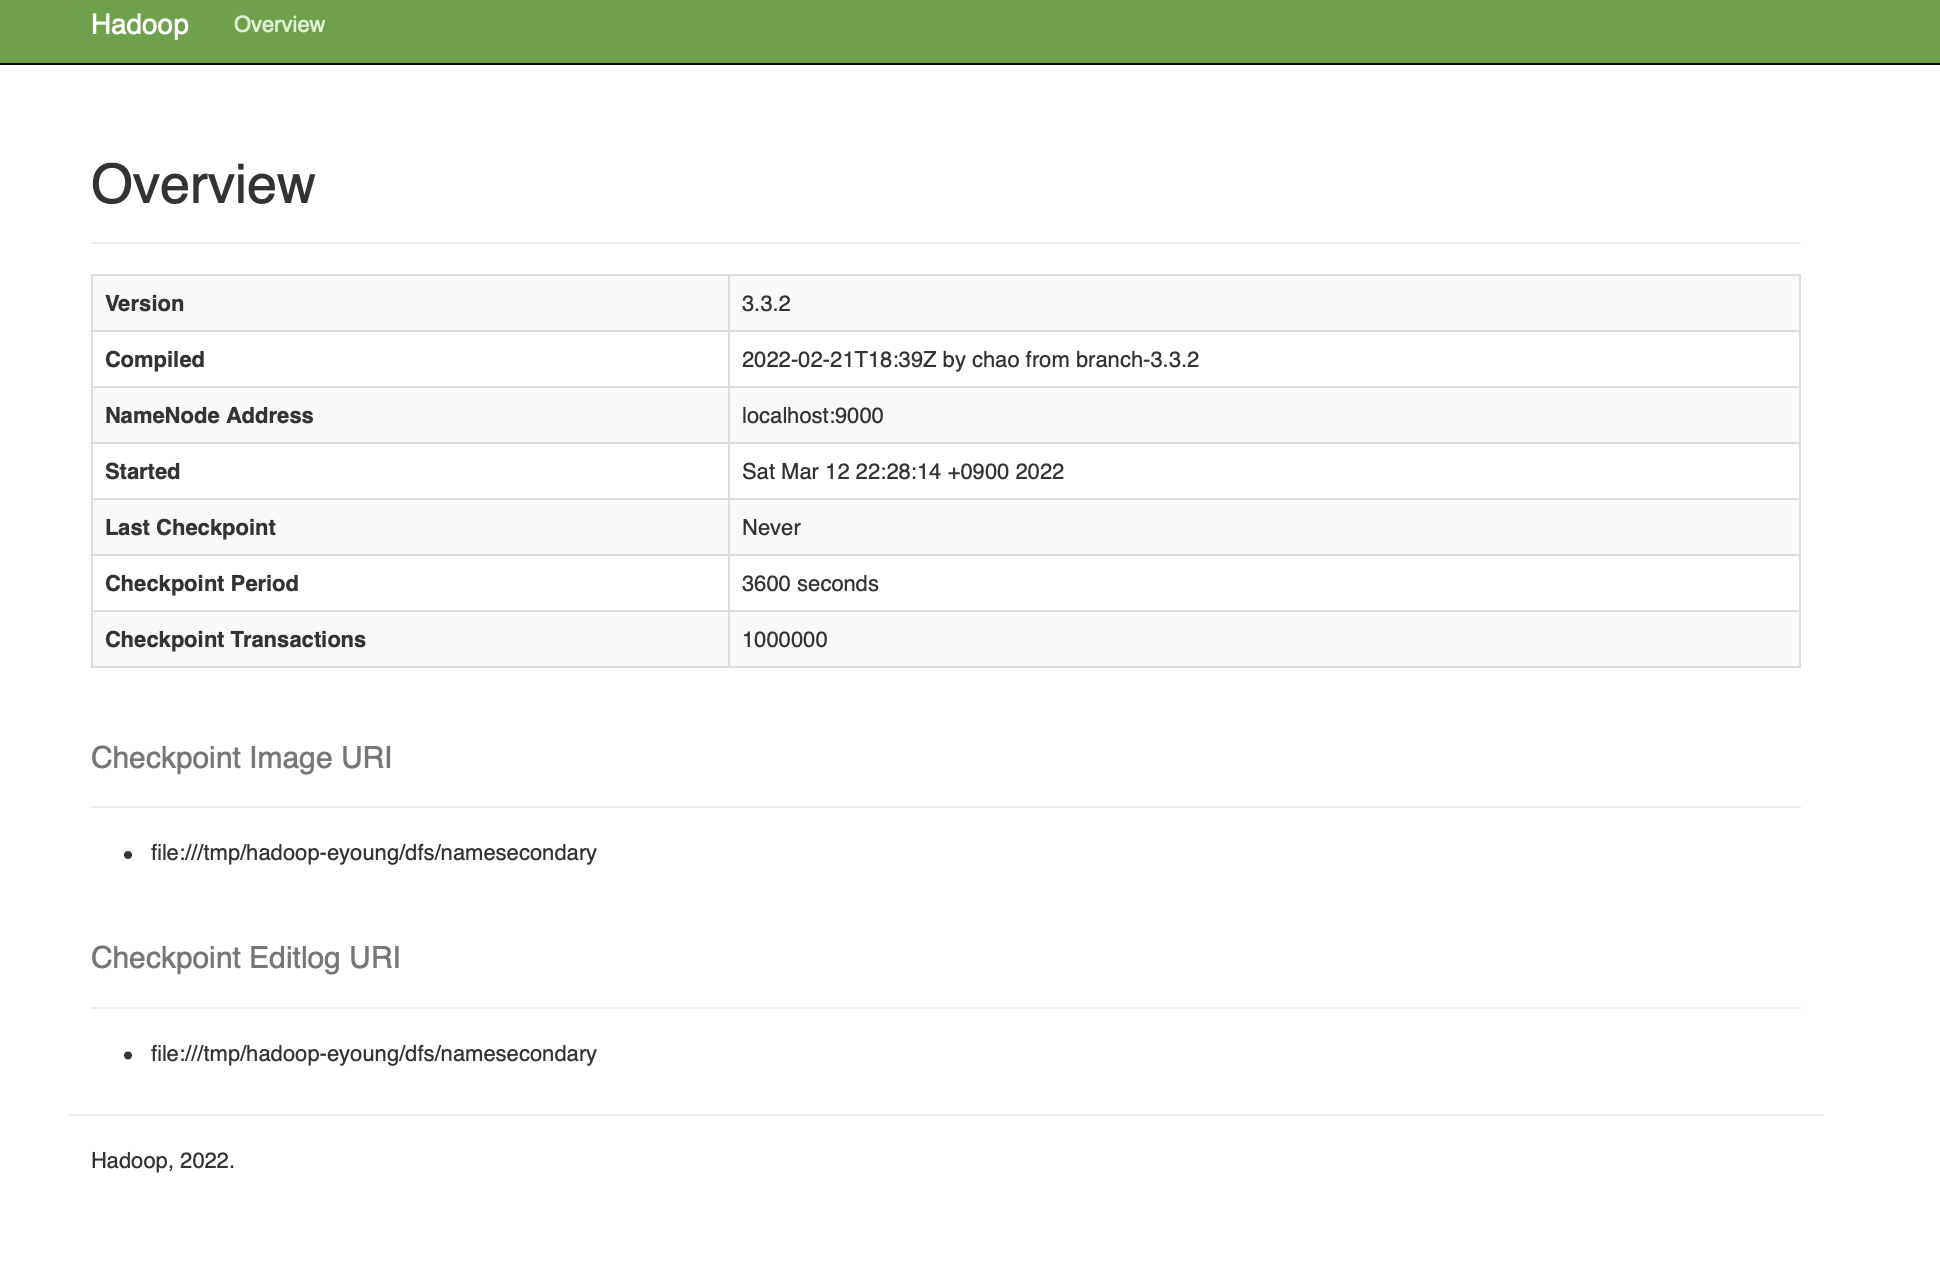 Hadoop Overview
Overview
Version 3.3.2
Compiled 2022-02-21T18:39Z by chao from branch-3.3.2
NameNode Address localhost:9000
Started Sat Mar 12 22:28:14 +0900 2022
Last Checkpoint Never
Checkpoint Period 3600 seconds
Checkpoint Transactions 1000000
Checkpoint Image URI
• file:///tmp/hadoop-eyoung/dfs/namesecondary
Checkpoint Editlog URI
• file:///tmp/hadoop-eyoung/dfs/namesecondary
Hadoop, 2022.